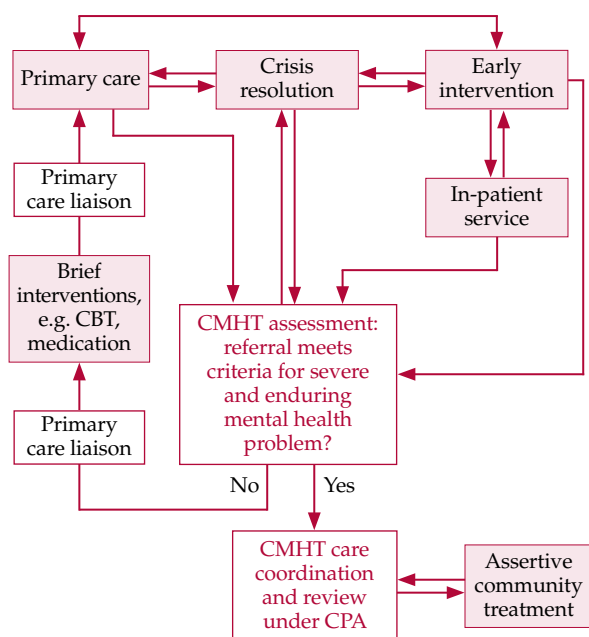 Primary care
Crisis
resolution
Early
intervention
Primary
care liaison
In-patient
service
Brief
interventions,
e.g. CBT,
medication
CMHT assessment:
referral meets
criteria for severe
and enduring
mental health
problem?
Primary
care liaison
No
Yes
CMHT care
coordination
and review
under CPA
Assertive
community
treatment